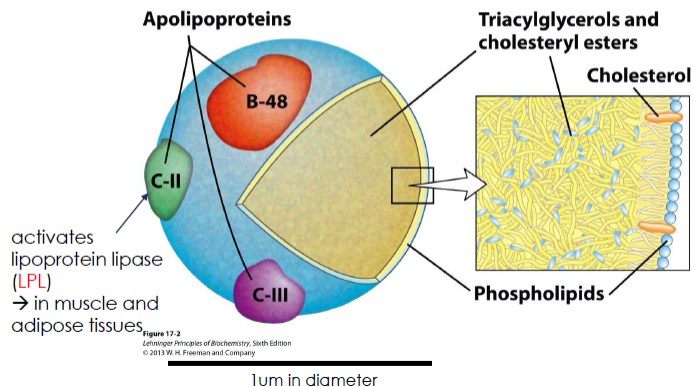 Apolipoproteins
Triacylglycerols and
cholesteryl esters
Cholesterol
B-48
C-II
activates
lipoprotein lipase
(LPL)
→ in muscle and
adipose tissues
C-III
Phospholipids
Figure 17-2
Lehninger Principles of Biochemistry, Sixth Edition
© 2013 W. H. Freeman and Company
1um in diameter